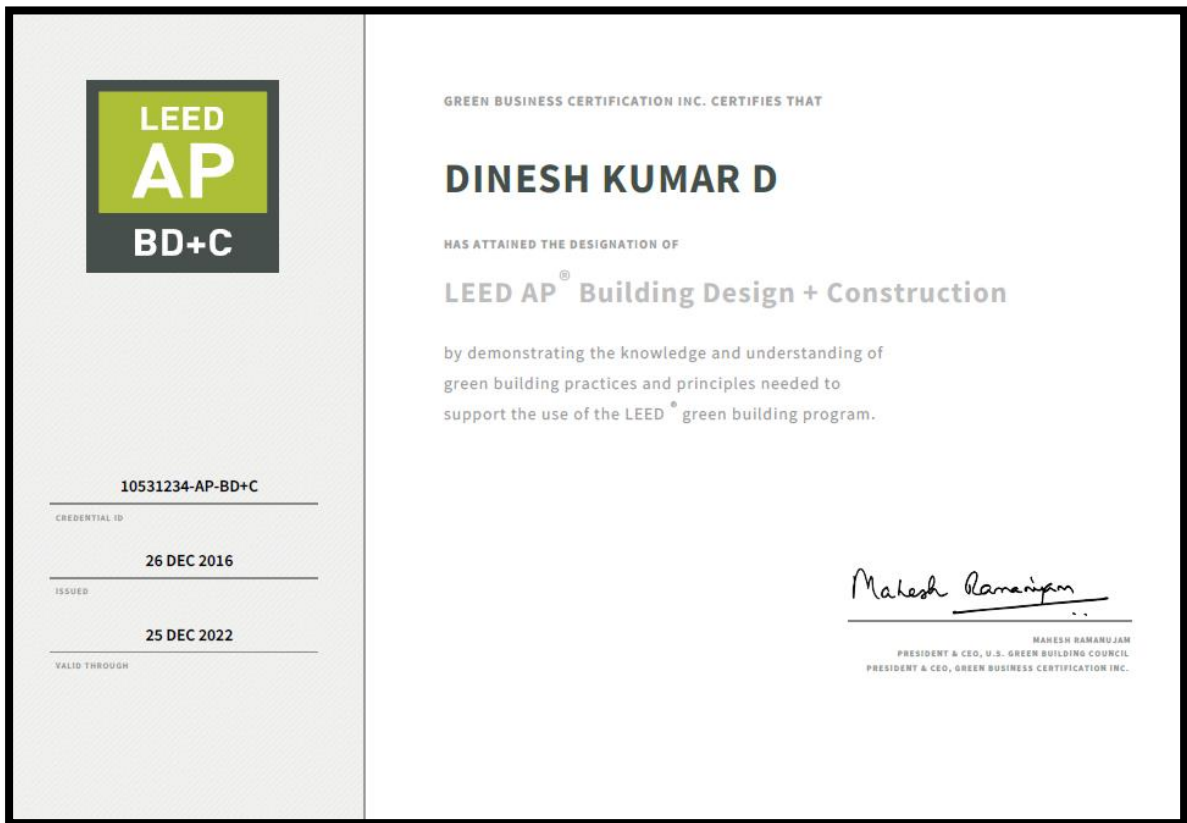 LEED
AP
BD+C
10531234-AP-BD+C
CREDENTIAL ID
26 DEC 2016
ISSUED
25 DEC 2022
VALID THROUGH
GREEN BUSINESS CERTIFICATION INC. CERTIFIES THAT
DINESH KUMAR D
HAS ATTAINED THE DESIGNATION OF
LEED AP® Building Design + Construction
by demonstrating the knowledge and understanding of
green building practices and principles needed to
support the use of the LEED ® green building program.
Mahesh Ramanujam
MAHESH RAMANUJAM
PRESIDENT & CEO, U.S. GREEN BUILDING COUNCIL
PRESIDENT & CEO, GREEN BUSINESS CERTIFICATION INC.